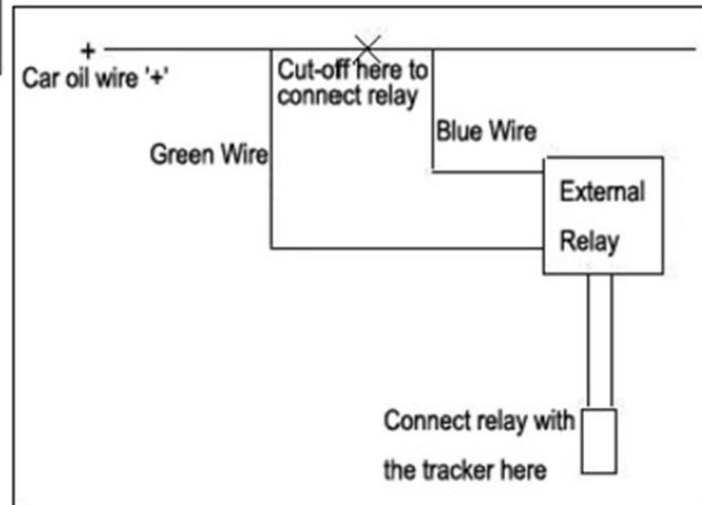 +
Car oil wire '+'
Cut-off here to
connect relay
Blue Wire
Green Wire
External
Relay
Connect relay with
the tracker here